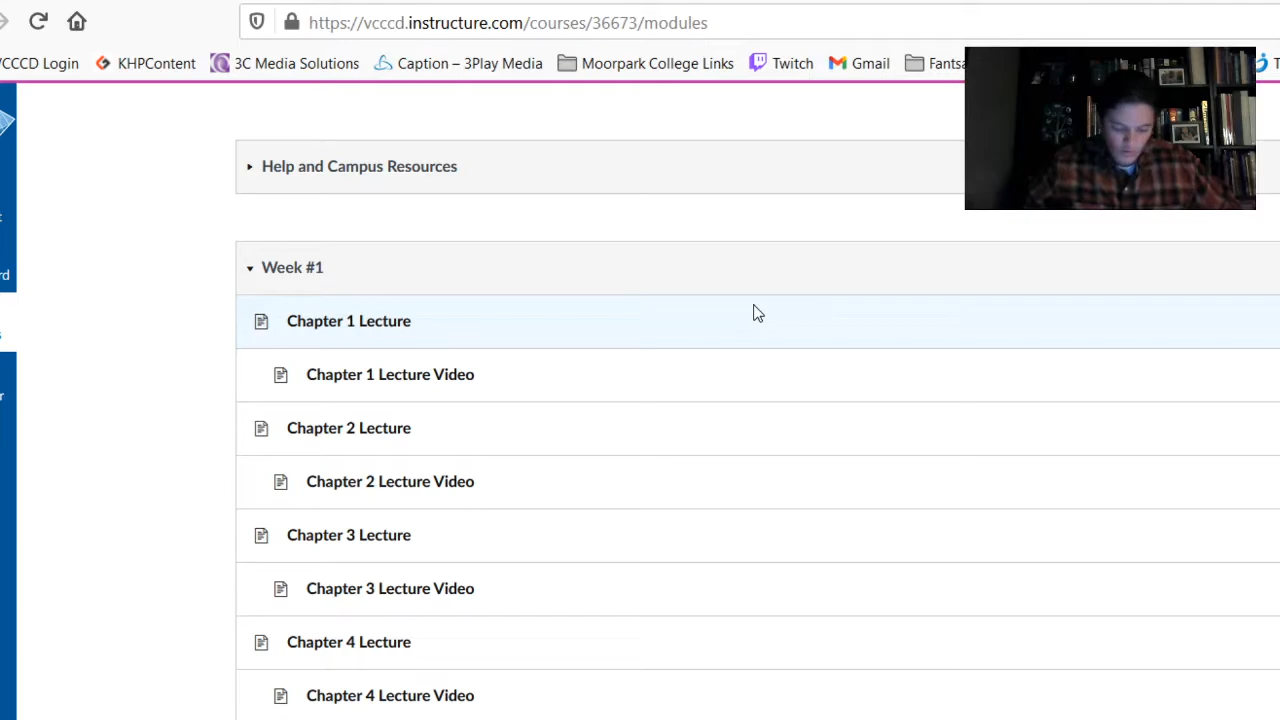 https://vcccd.instructure.com/courses/36673/modules
VCCCD Login KHPContent 3C Media Solutions Caption – 3Play Media Moorpark College Links Twitch Gmail Fantsa
Help and Campus Resources
Week #1
Chapter 1 Lecture
Chapter 1 Lecture Video
Chapter 2 Lecture
Chapter 2 Lecture Video
Chapter 3 Lecture
Chapter 3 Lecture Video
Chapter 4 Lecture
Chapter 4 Lecture Video